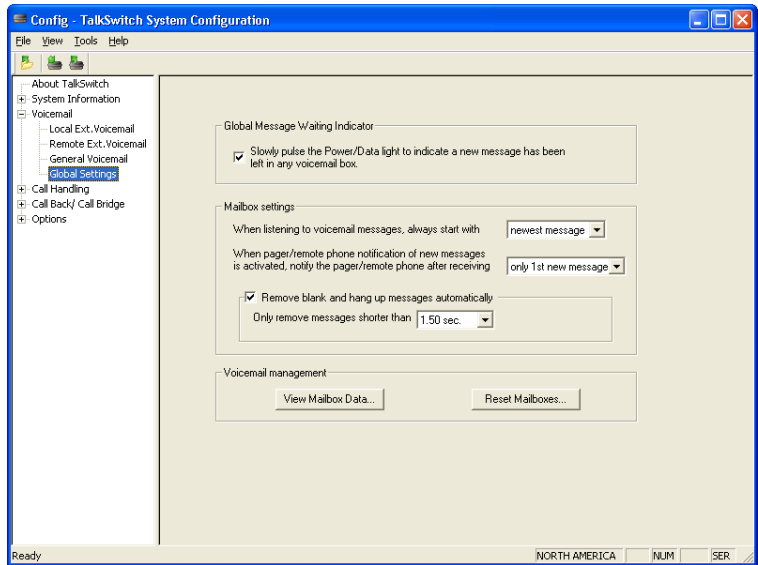 Config - TalkSwitch System Configuration
File View Tools Help
About TalkSwitch
System Information
Voicemail
Local Ext.Voicemail
Remote Ext.Voicemail
General Voicemail
Global Settings
Call Handling
Call Back/ Call Bridge
Options
Global Message Waiting Indicator
Slowly pulse the Power/Data light to indicate a new message has been
left in any voicemail box.
Mailbox settings
When listening to voicemail messages, always start with newest message
When pager/remote phone notification of new messages
is activated, notify the pager/remote phone after receiving only 1st new message
Remove blank and hang up messages automatically
Only remove messages shorter than 1.50 sec.
Voicemail management
View Mailbox Data... Reset Mailboxes...
Ready NORTH AMERICA NUM SER